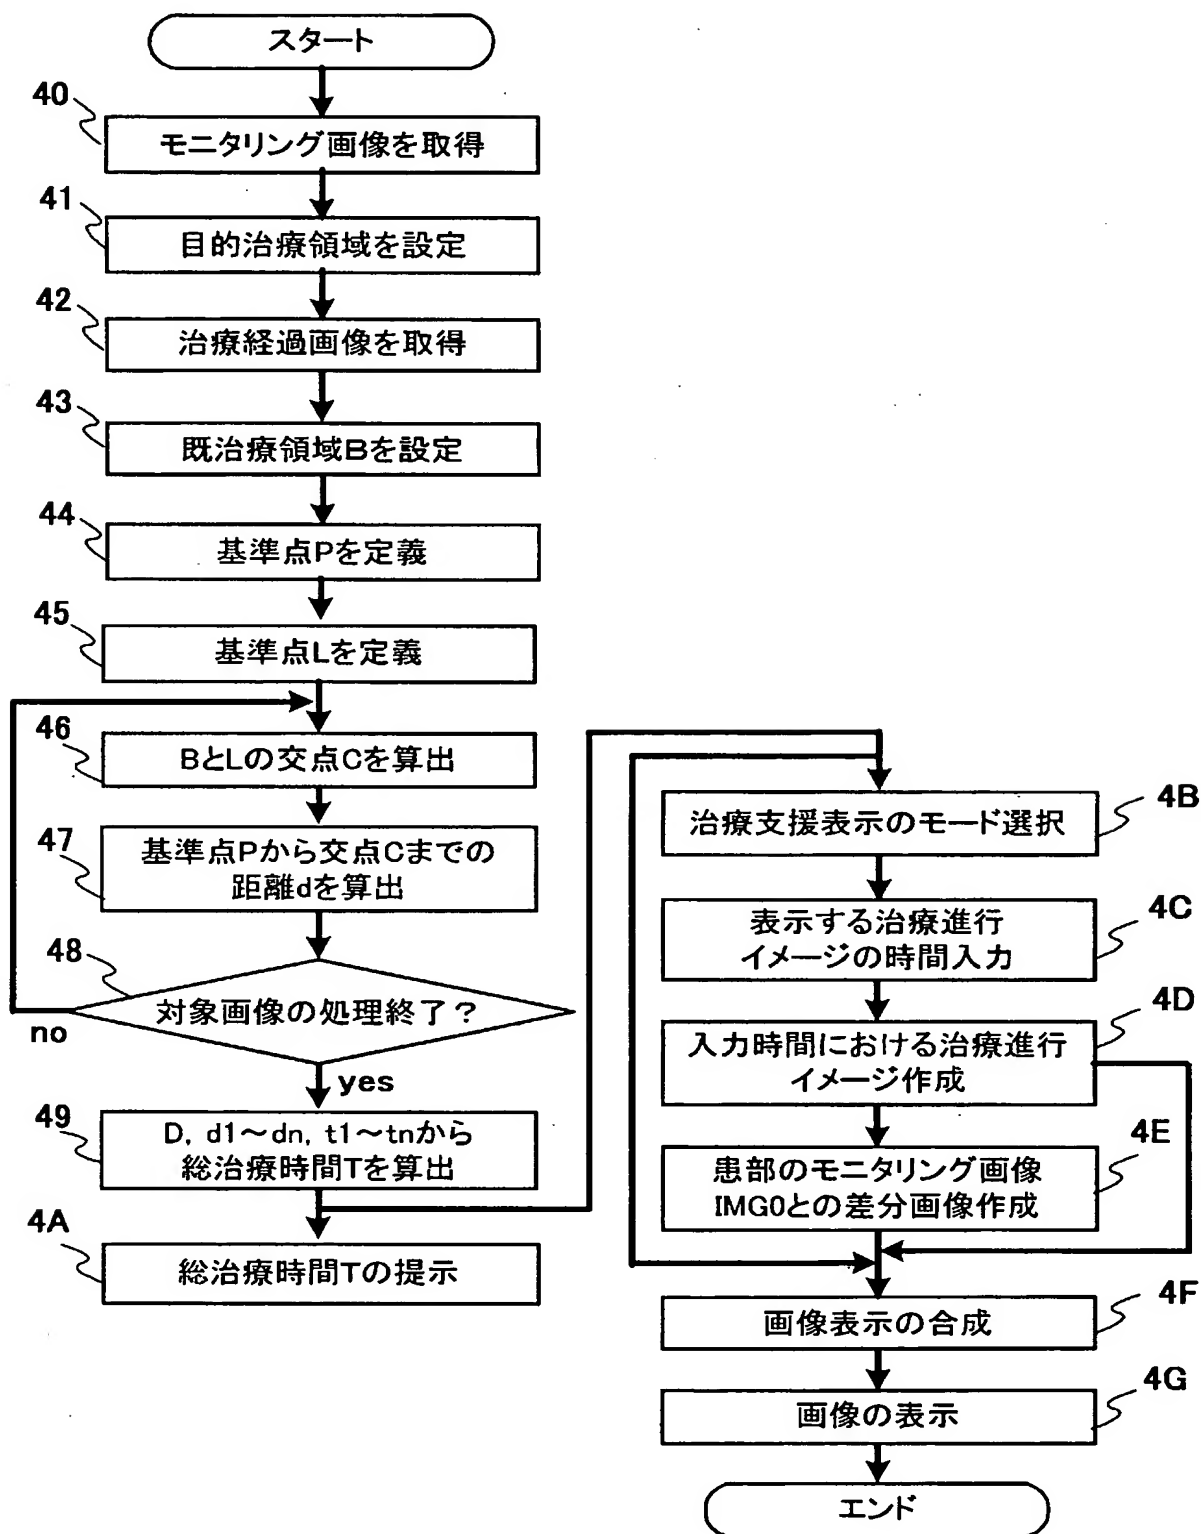 スタート
40
モニタリング画像を取得
41
目的治療領域を設定
42
治療経過画像を取得
43
既治療領域Bを設定
44
基準点Pを定義
45
基準点Lを定義
46
BとLの交点Cを算出
47
基準点Pから交点Cまでの
距離dを算出
48
対象画像の処理終了？
no
yes
49
D, d1～dn, t1～tnから
総治療時間Tを算出
4A
総治療時間Tの提示
4B
治療支援表示のモード選択
4C
表示する治療進行
イメージの時間入力
4D
入力時間における治療進行
イメージ作成
4E
患部のモニタリング画像
IMG0との差分画像作成
4F
画像表示の合成
4G
画像の表示
エンド